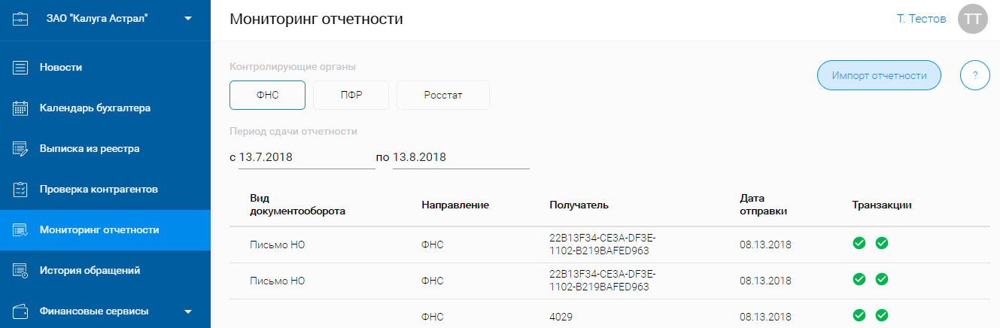 ЗАО "Калуга Астрал"
Новости
Календарь бухгалтера
Выписка из реестра
Проверка контрагентов
Мониторинг отчетности
История обращений
Финансовые сервисы
Мониторинг отчетности
Т. Тестов
ТТ
Контролирующие органы
ФНС ПФР Росстат
Импорт отчетности
?
Период сдачи отчетности
с 13.7.2018 по 13.8.2018
Вид
документооборота
Направление
Получатель
Дата
отправки
Транзакции
Письмо НО
ФНС
22B13F34-CE3A-DF3E-
1102-B219BAFED963
08.13.2018
Письмо НО
ФНС
22B13F34-CE3A-DF3E-
1102-B219BAFED963
08.13.2018
ФНС
4029
08.13.2018